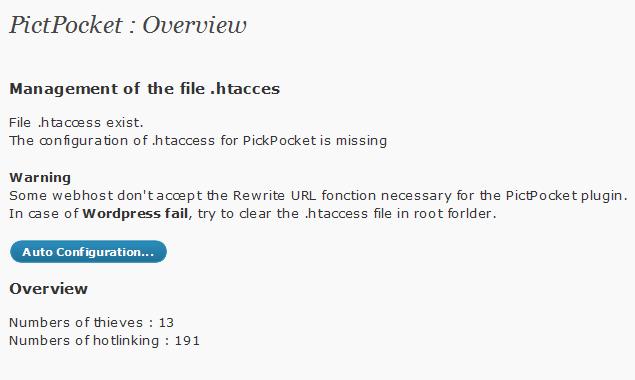 PictPocket : Overview
Management of the file .htacces
File .htaccess exist.
The configuration of .htaccess for PickPocket is missing
Warning
Some webhost don't accept the Rewrite URL fonction necessary for the PictPocket plugin.
In case of Wordpress fail, try to clear the .htaccess file in root forlder.
Auto Configuration...
Overview
Numbers of thieves : 13
Numbers of hotlinking : 191